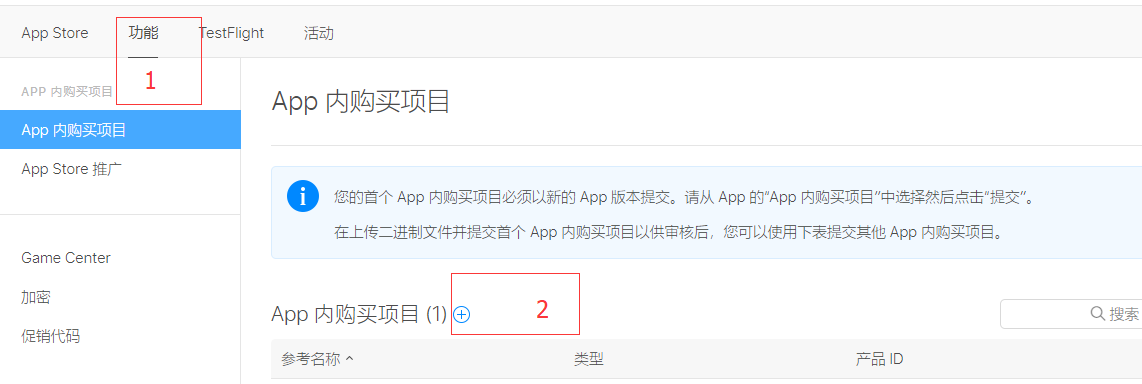 App Store 功能 TestFlight 活动
1
APP 内购买项目
App 内购买项目
App Store 推广
Game Center
加密
促销代码
App 内购买项目
您的首个 App 内购买项目必须以新的 App 版本提交。请从 App 的“App 内购买项目”中选择然后点击“提交”。
在上传二进制文件并提交首个 App 内购买项目以供审核后，您可以使用下表提交其他 App 内购买项目。
App 内购买项目 (1)
2
搜索
参考名称 类型 产品 ID